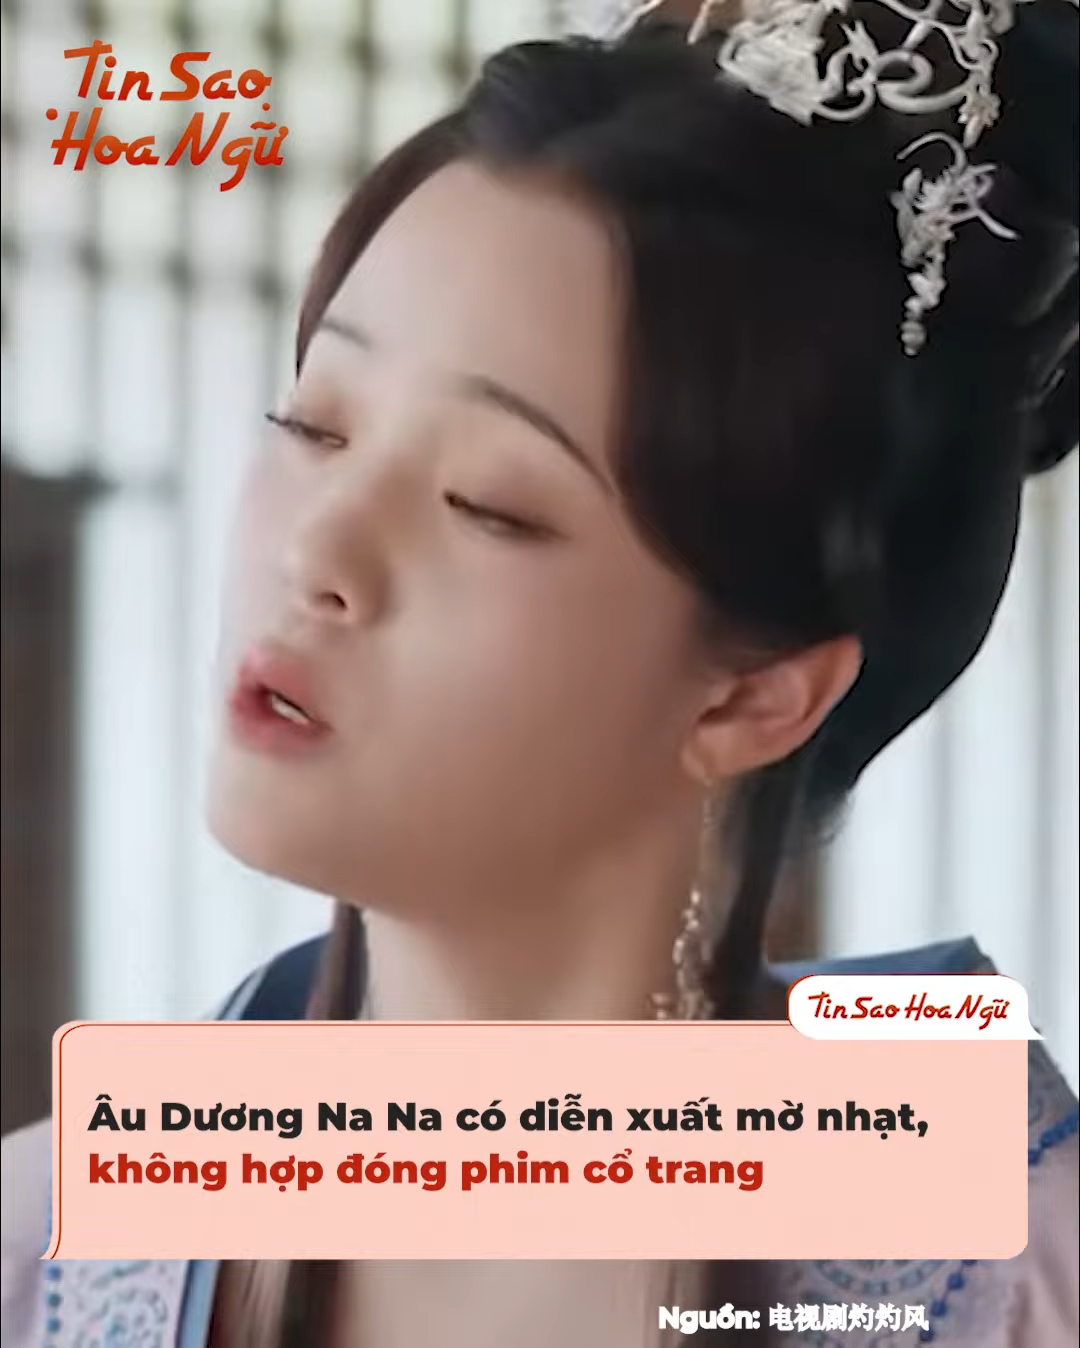 Tin Sao
Hoa Ngữ
Tin Sao Hoa Ngữ
Âu Dương Na Na có diễn xuất mờ nhạt,
không hợp đóng phim cổ trang
Nguồn: 电视剧灼灼风